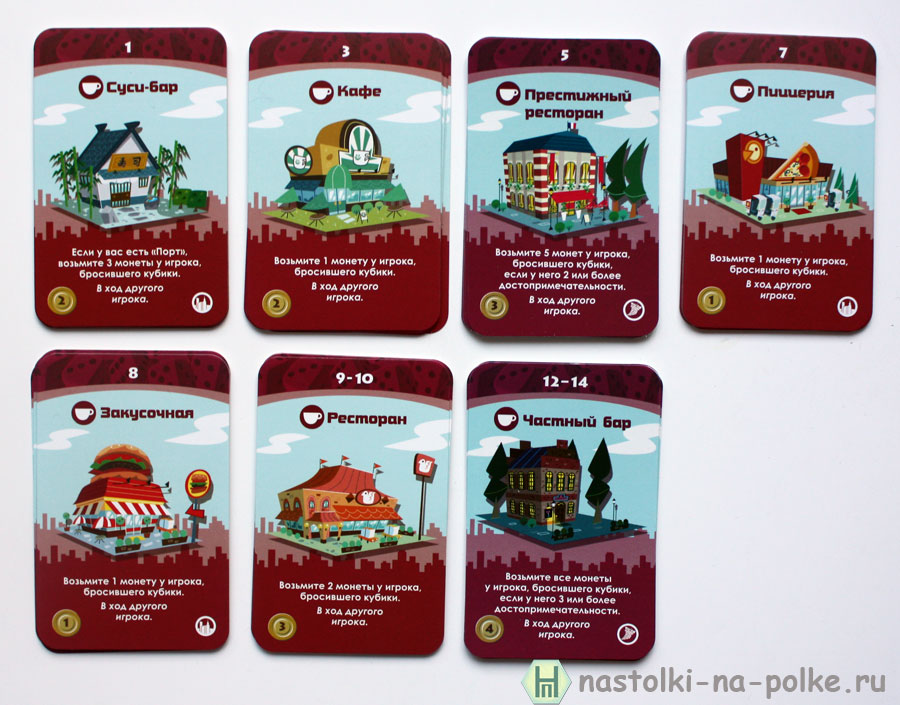 1
Суси-бар
寿司
Если у вас есть «Порт»,
возьмите 3 монеты у игрока,
бросившего кубики.
В ход другого
игрока.
2
3
Кафе
Возьмите 1 монету у игрока,
бросившего кубики.
В ход другого
игрока.
2
5
Престижный
ресторан
Возьмите 5 монет у игрока,
бросившего кубики,
если у него 2 или более
достопримечательности.
В ход другого
игрока.
3
7
Пиццерия
Возьмите 1 монету у игрока,
бросившего кубики.
В ход другого
игрока.
1
8
Закусочная
Возьмите 1 монету у игрока,
бросившего кубики.
В ход другого
игрока.
1
9-10
Ресторан
Возьмите 2 монеты у игрока,
бросившего кубики.
В ход другого
игрока.
3
12-14
Частный бар
Возьмите все монеты
у игрока, бросившего кубики,
если у него 3 или более
достопримечательности.
В ход другого
игрока.
4
nastolki-na-polke.ru